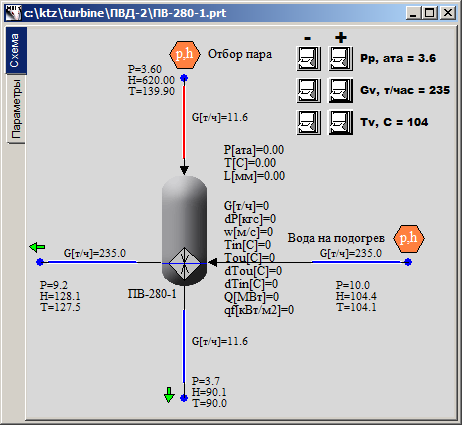 c:\ktz\turbine\ПВД-2\ПВ-280-1.prt
Схема
Параметры
p,h
Отбор пара
P=3.60
H=620.00
T=139.90
G[т/ч]=11.6
- +
Pp, ата = 3.6
Gv, т/час = 235
Tv, C = 104
P[ата]=0.00
T[C]=0.00
L[мм]=0.00
G[т/ч]=0
dP[кгс]=0
w[м/с]=0
Tin[C]=0
Tou[C]=0
dTou[C]=0
dTin[C]=0
Q[МВт]=0
qf[кВт/м2]=0
Вода на подогрев
p,h
G[т/ч]=235.0
G[т/ч]=235.0
P=9.2
H=128.1
T=127.5
ПВ-280-1
P=10.0
H=104.4
T=104.1
G[т/ч]=11.6
P=3.7
H=90.1
T=90.0